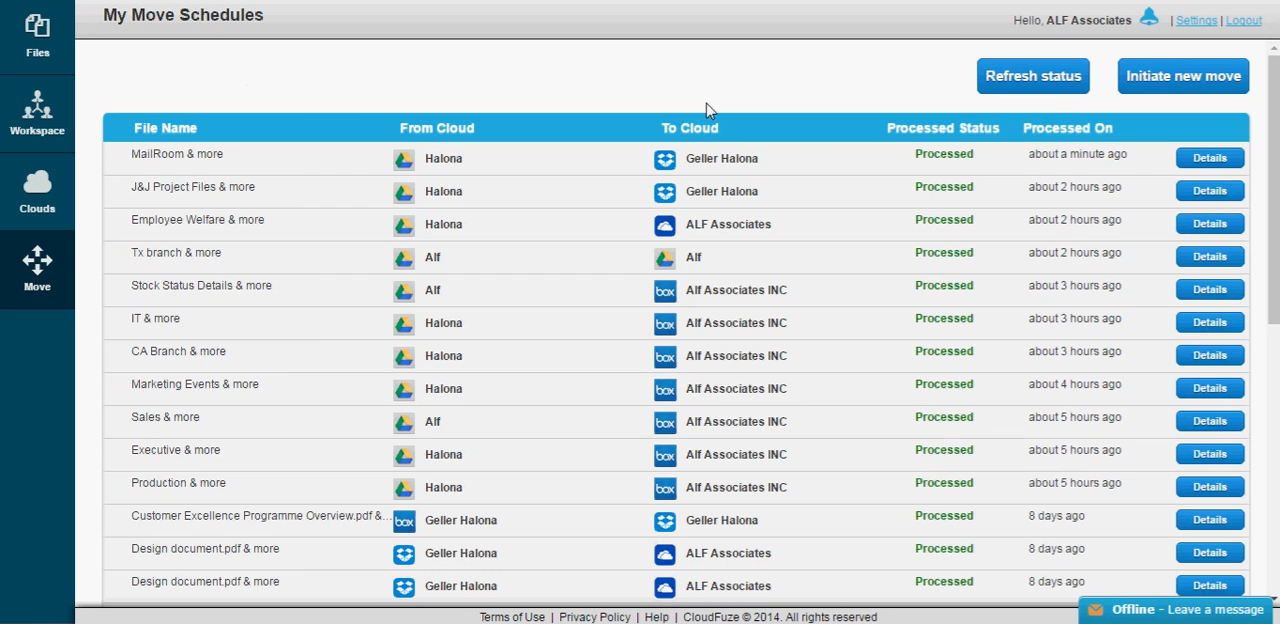 My Move Schedules
Hello, ALF Associates | Settings | Logout
Files
Workspace
Clouds
Move
Refresh status Initiate new move
File Name From Cloud To Cloud Processed Status Processed On
MailRoom & more Halona Geller Halona Processed about a minute ago Details
J&J Project Files & more Halona Geller Halona Processed about 2 hours ago Details
Employee Welfare & more Halona ALF Associates Processed about 2 hours ago Details
Tx branch & more Alf Alf Processed about 2 hours ago Details
Stock Status Details & more Alf box Alf Associates INC Processed about 3 hours ago Details
IT & more Halona box Alf Associates INC Processed about 3 hours ago Details
CA Branch & more Halona box Alf Associates INC Processed about 3 hours ago Details
Marketing Events & more Halona box Alf Associates INC Processed about 4 hours ago Details
Sales & more Alf box Alf Associates INC Processed about 5 hours ago Details
Executive & more Halona box Alf Associates INC Processed about 5 hours ago Details
Production & more Halona box Alf Associates INC Processed about 5 hours ago Details
Customer Excellence Programme Overview.pdf &... box Geller Halona Geller Halona Processed 8 days ago Details
Design document.pdf & more Geller Halona ALF Associates Processed 8 days ago Details
Design document.pdf & more Geller Halona ALF Associates Processed 8 days ago Details
Offline - Leave a message
Terms of Use | Privacy Policy | Help | CloudFuze © 2014. All rights reserved